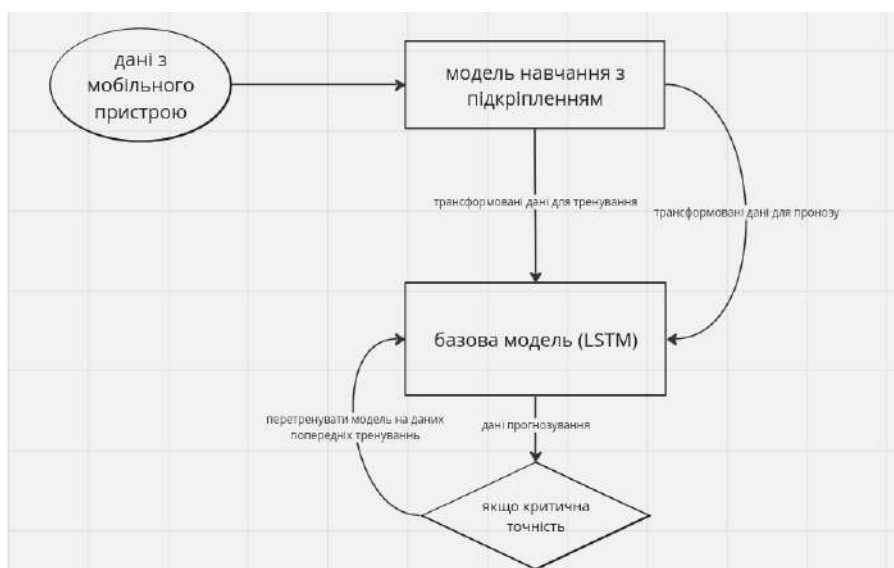 дані з
мобільного
пристрою
модель навчання з
підкріпленням
трансформовані дані для тренування
трансформовані дані для пронозу
базова модель (LSTM)
перетренувати модель на даних
попередніх тренуваннь
дані прогнозування
якщо критична
точність